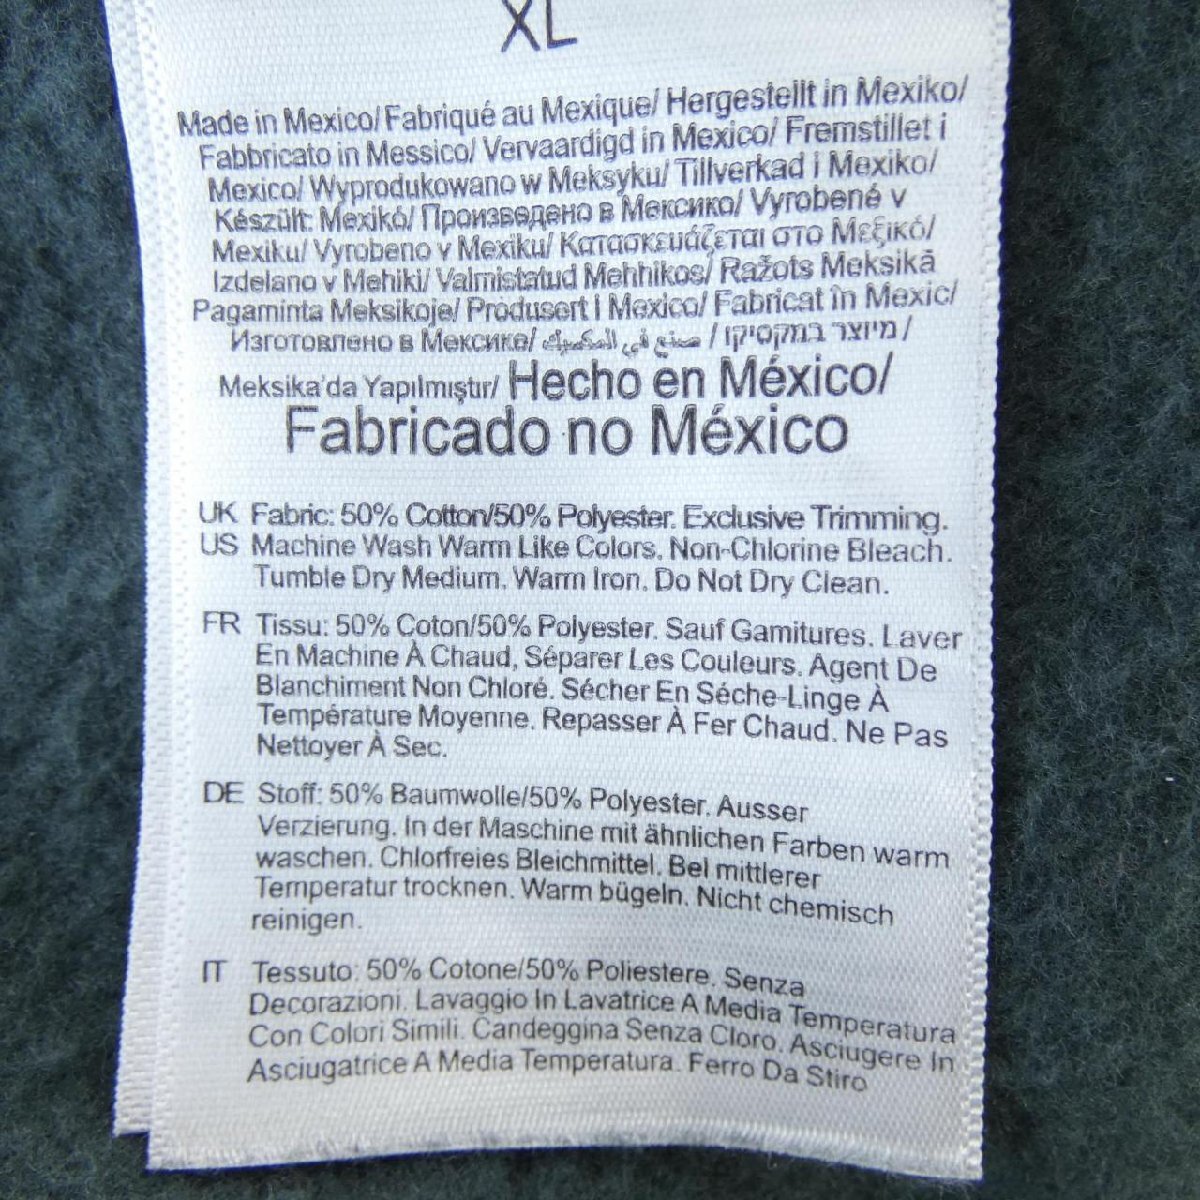 XL
Made in Mexico/ Fabriqué au Mexique/ Hergestellt in Mexiko/
Fabbricato in Messico/ Vervaardigd in Mexico/ Fremstillet i
Mexico/ Wyprodukowano w Meksyku/ Tillverkad i Mexiko/
Készült: Mexikó/ Произведено в Мексико/ Vyrobené v
Mexiku/ Vyrobeno v Mexiku/ Κατασκευάζεται στο Μεξικό/
Izdelano v Mehiki/ Valmistatud Mehhikos/ Ražots Meksikā
Pagaminta Meksikoje/ Produsert i Mexico/ Fabricat în Mexic/
Изготовлено в Мексике/ صنع في المكسيك / מיוצר במקסיקו /
Meksika'da Yapılmıştır/ Hecho en México/
Fabricado no México
UK Fabric: 50% Cotton/50% Polyester. Exclusive Trimming.
US Machine Wash Warm Like Colors. Non-Chlorine Bleach.
Tumble Dry Medium. Warm Iron. Do Not Dry Clean.
FR Tissu: 50% Coton/50% Polyester. Sauf Garnitures. Laver
En Machine À Chaud, Séparer Les Couleurs. Agent De
Blanchiment Non Chloré. Sécher En Séche-Linge À
Température Moyenne. Repasser À Fer Chaud. Ne Pas
Nettoyer À Sec.
DE Stoff: 50% Baumwolle/50% Polyester. Ausser
Verzierung. In der Maschine mit ähnlichen Farben warm
waschen. Chlorfreies Bleichmittel. Bei mittlerer
Temperatur trocknen. Warm bügeln. Nicht chemisch
reinigen.
IT Tessuto: 50% Cotone/50% Poliestere. Senza
Decorazioni. Lavaggio In Lavatrice A Media Temperatura
Con Colori Simili. Candeggina Senza Cloro. Asciugere In
Asciugatrice A Media Temperatura. Ferro Da Stiro